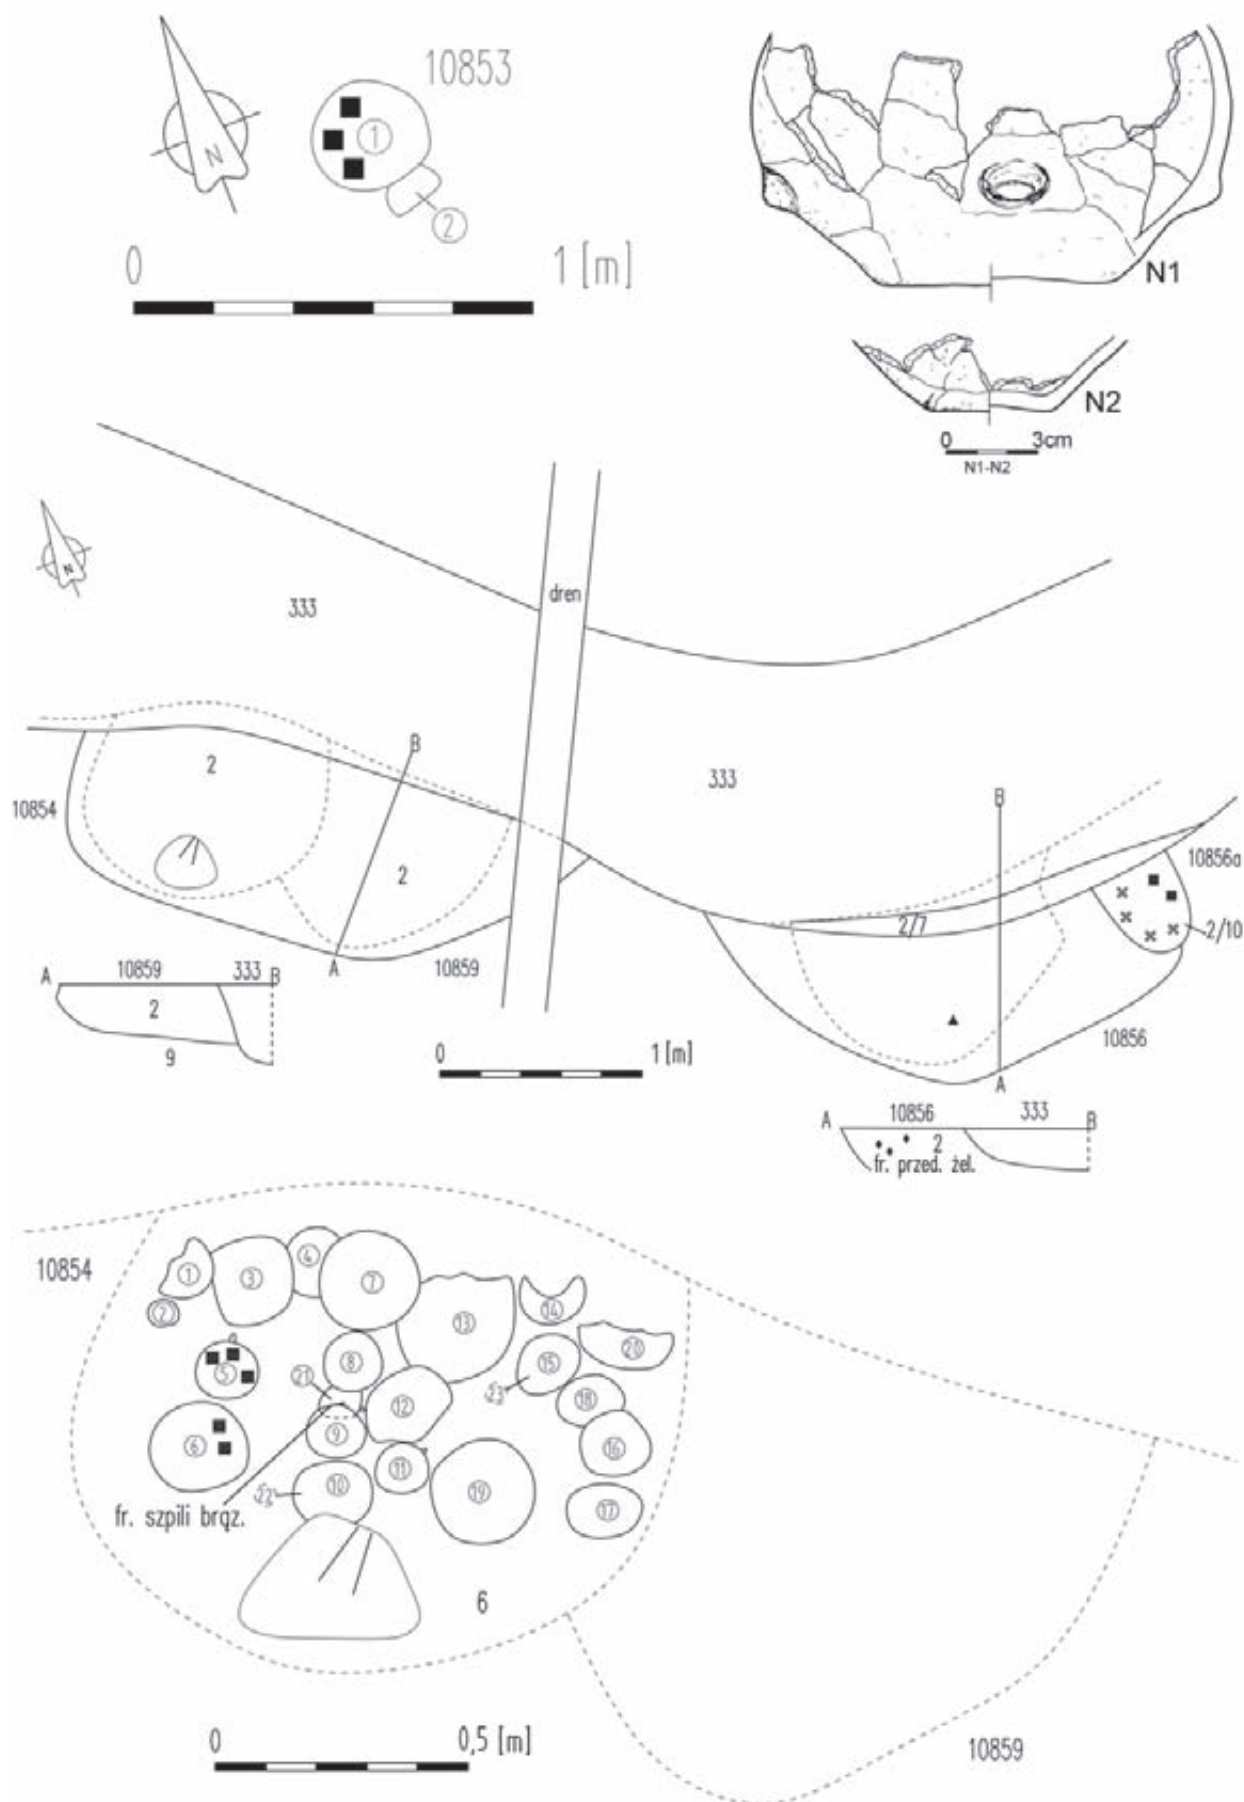 10853
N
1
2
0 1 [m]
N1
N2
0 3cm
N1-N2
N
333
dren
2
B
333
10854
2
B
10856a
2/7
2/10
A
10859
A 10859 333 B
2
9
0 1 [m]
10856
A
A 10856 333 B
2
fr. przed. żel.
10854
1
3
4
7
2
13
14
20
5
8
15
21
12
23
18
6
9
16
11
10
19
22
17
fr. szpili brąz.
6
0 0,5 [m]
10859